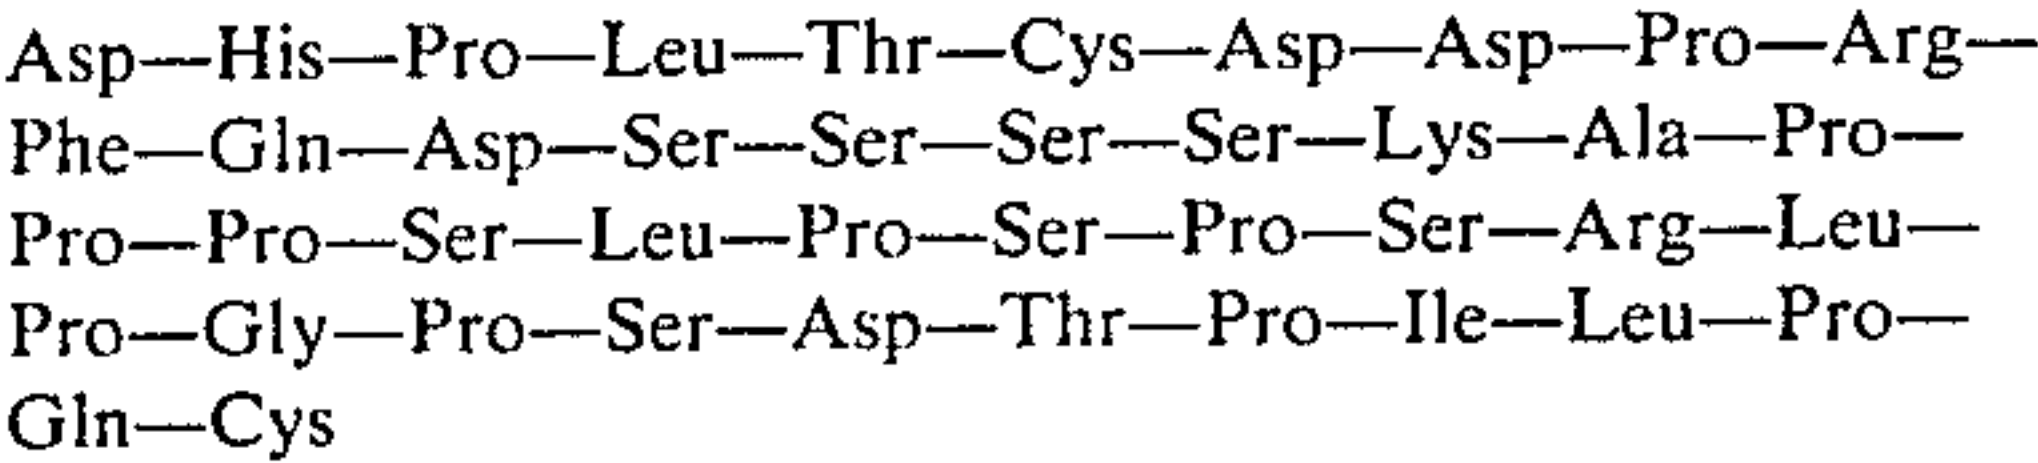 Asp—His—Pro—Leu—Thr—Cys—Asp—Asp—Pro—Arg—
Phe—Gln—Asp—Ser—Ser—Ser—Ser—Lys—Ala—Pro—
Pro—Pro—Ser—Leu—Pro—Ser—Pro—Ser—Arg—Leu—
Pro—Gly—Pro—Ser—Asp—Thr—Pro—Ile—Leu—Pro—
Gln—Cys